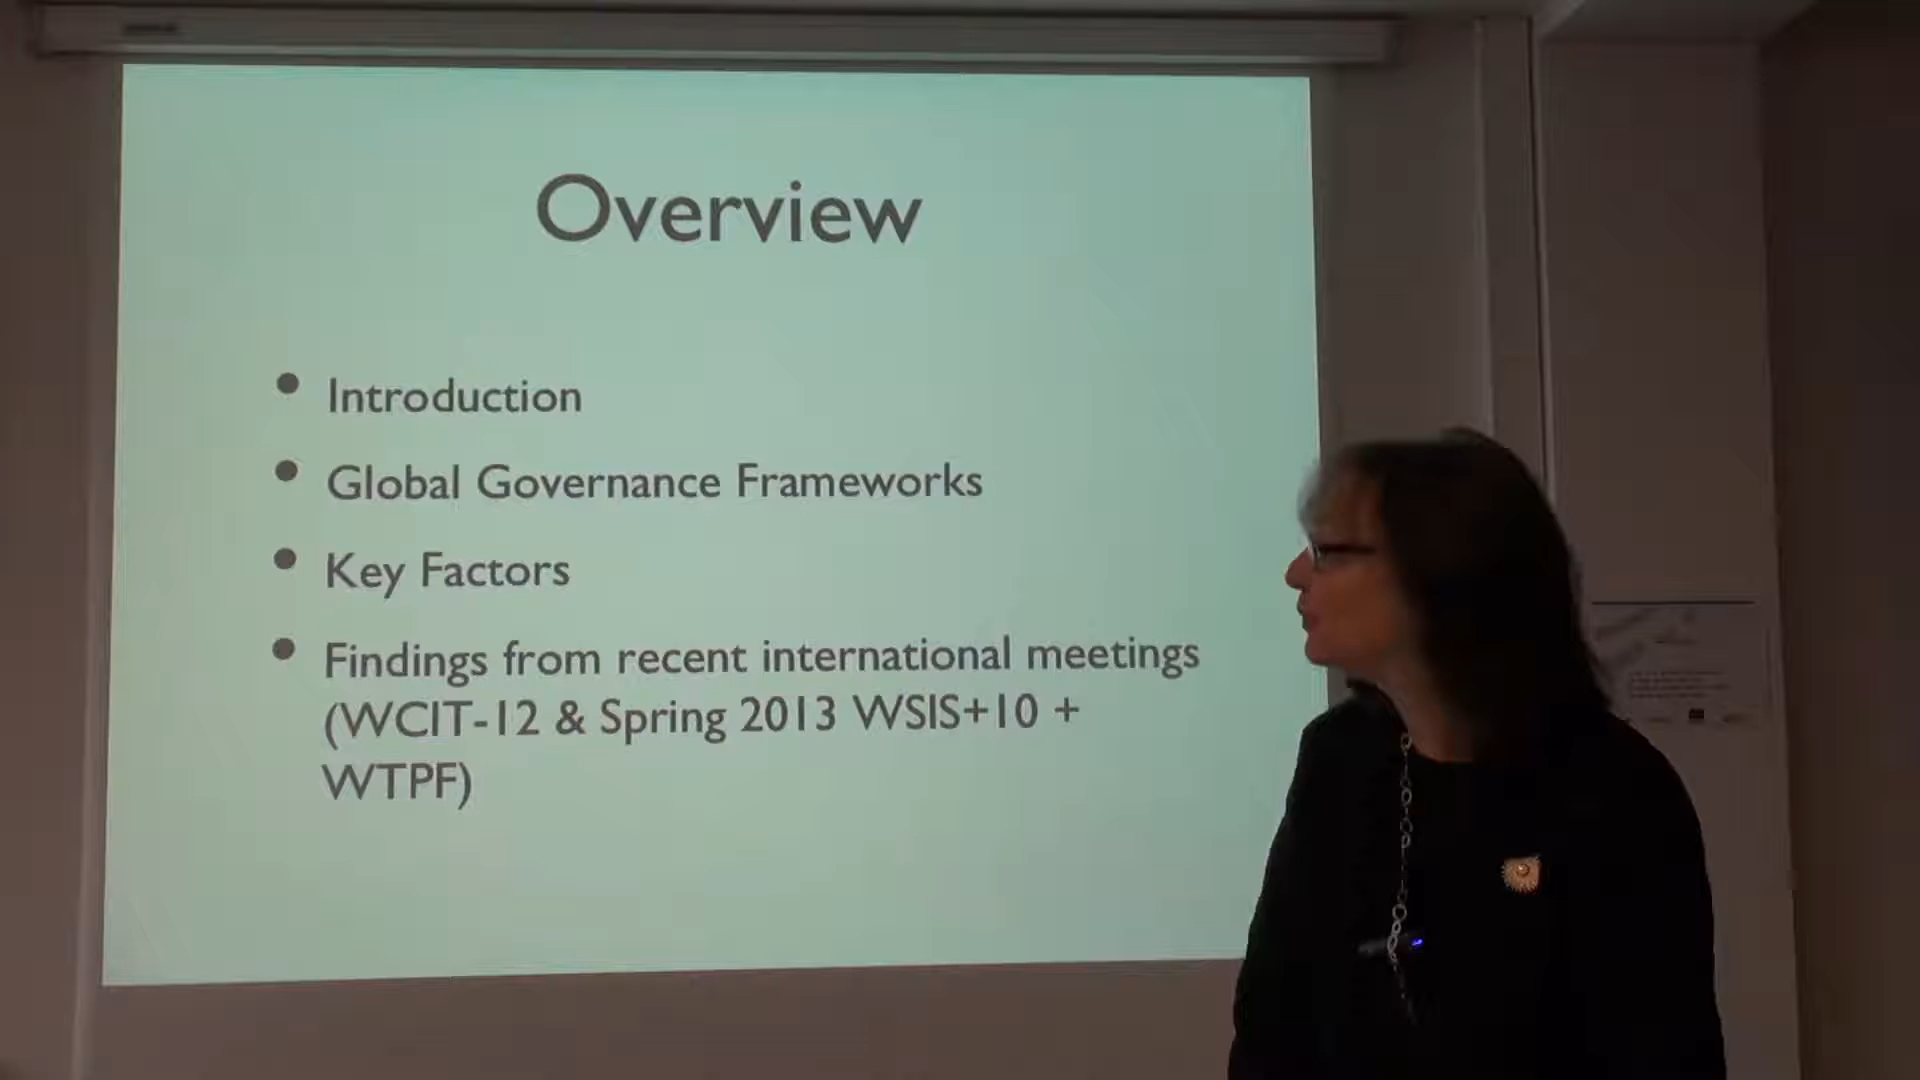 Overview
• Introduction
• Global Governance Frameworks
• Key Factors
• Findings from recent international meetings
(WCIT-12 & Spring 2013 WSIS+10 +
WTPF)